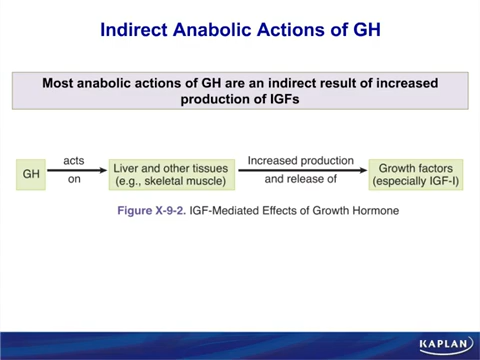 Indirect Anabolic Actions of GH
Most anabolic actions of GH are an indirect result of increased
production of IGFs
GH
acts
on
Liver and other tissues
(e.g., skeletal muscle)
Increased production
and release of
Growth factors
(especially IGF-I)
Figure X-9-2. IGF-Mediated Effects of Growth Hormone
KAPLAN